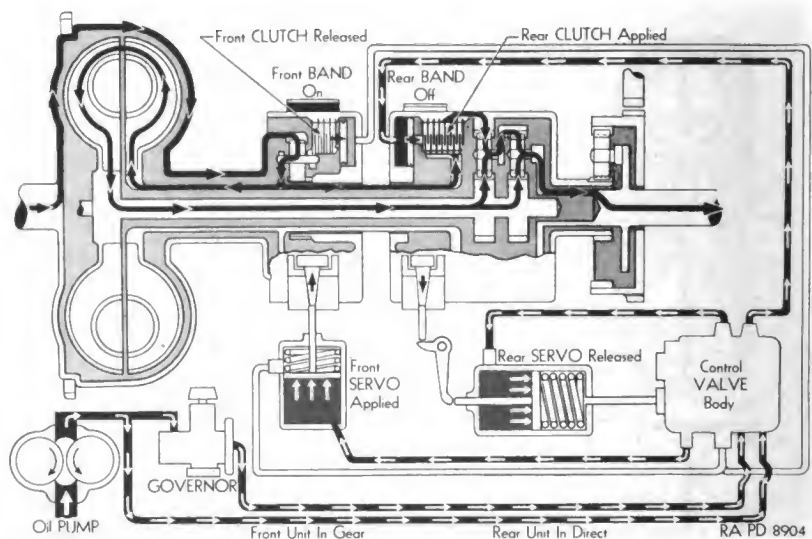 Front CLUTCH Released
Rear CLUTCH Applied
Front BAND
On
Rear BAND
Off
Front
SERVO
Applied
Rear SERVO Released
Control
VALVE
Body
GOVERNOR
Oil PUMP
Front Unit In Gear
Rear Unit In Direct
RA PD 8904